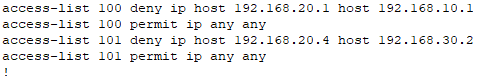 access-list 100 deny ip host 192.168.20.1 host 192.168.10.1
access-list 100 permit ip any any
access-list 101 deny ip host 192.168.20.4 host 192.168.30.2
access-list 101 permit ip any any
!